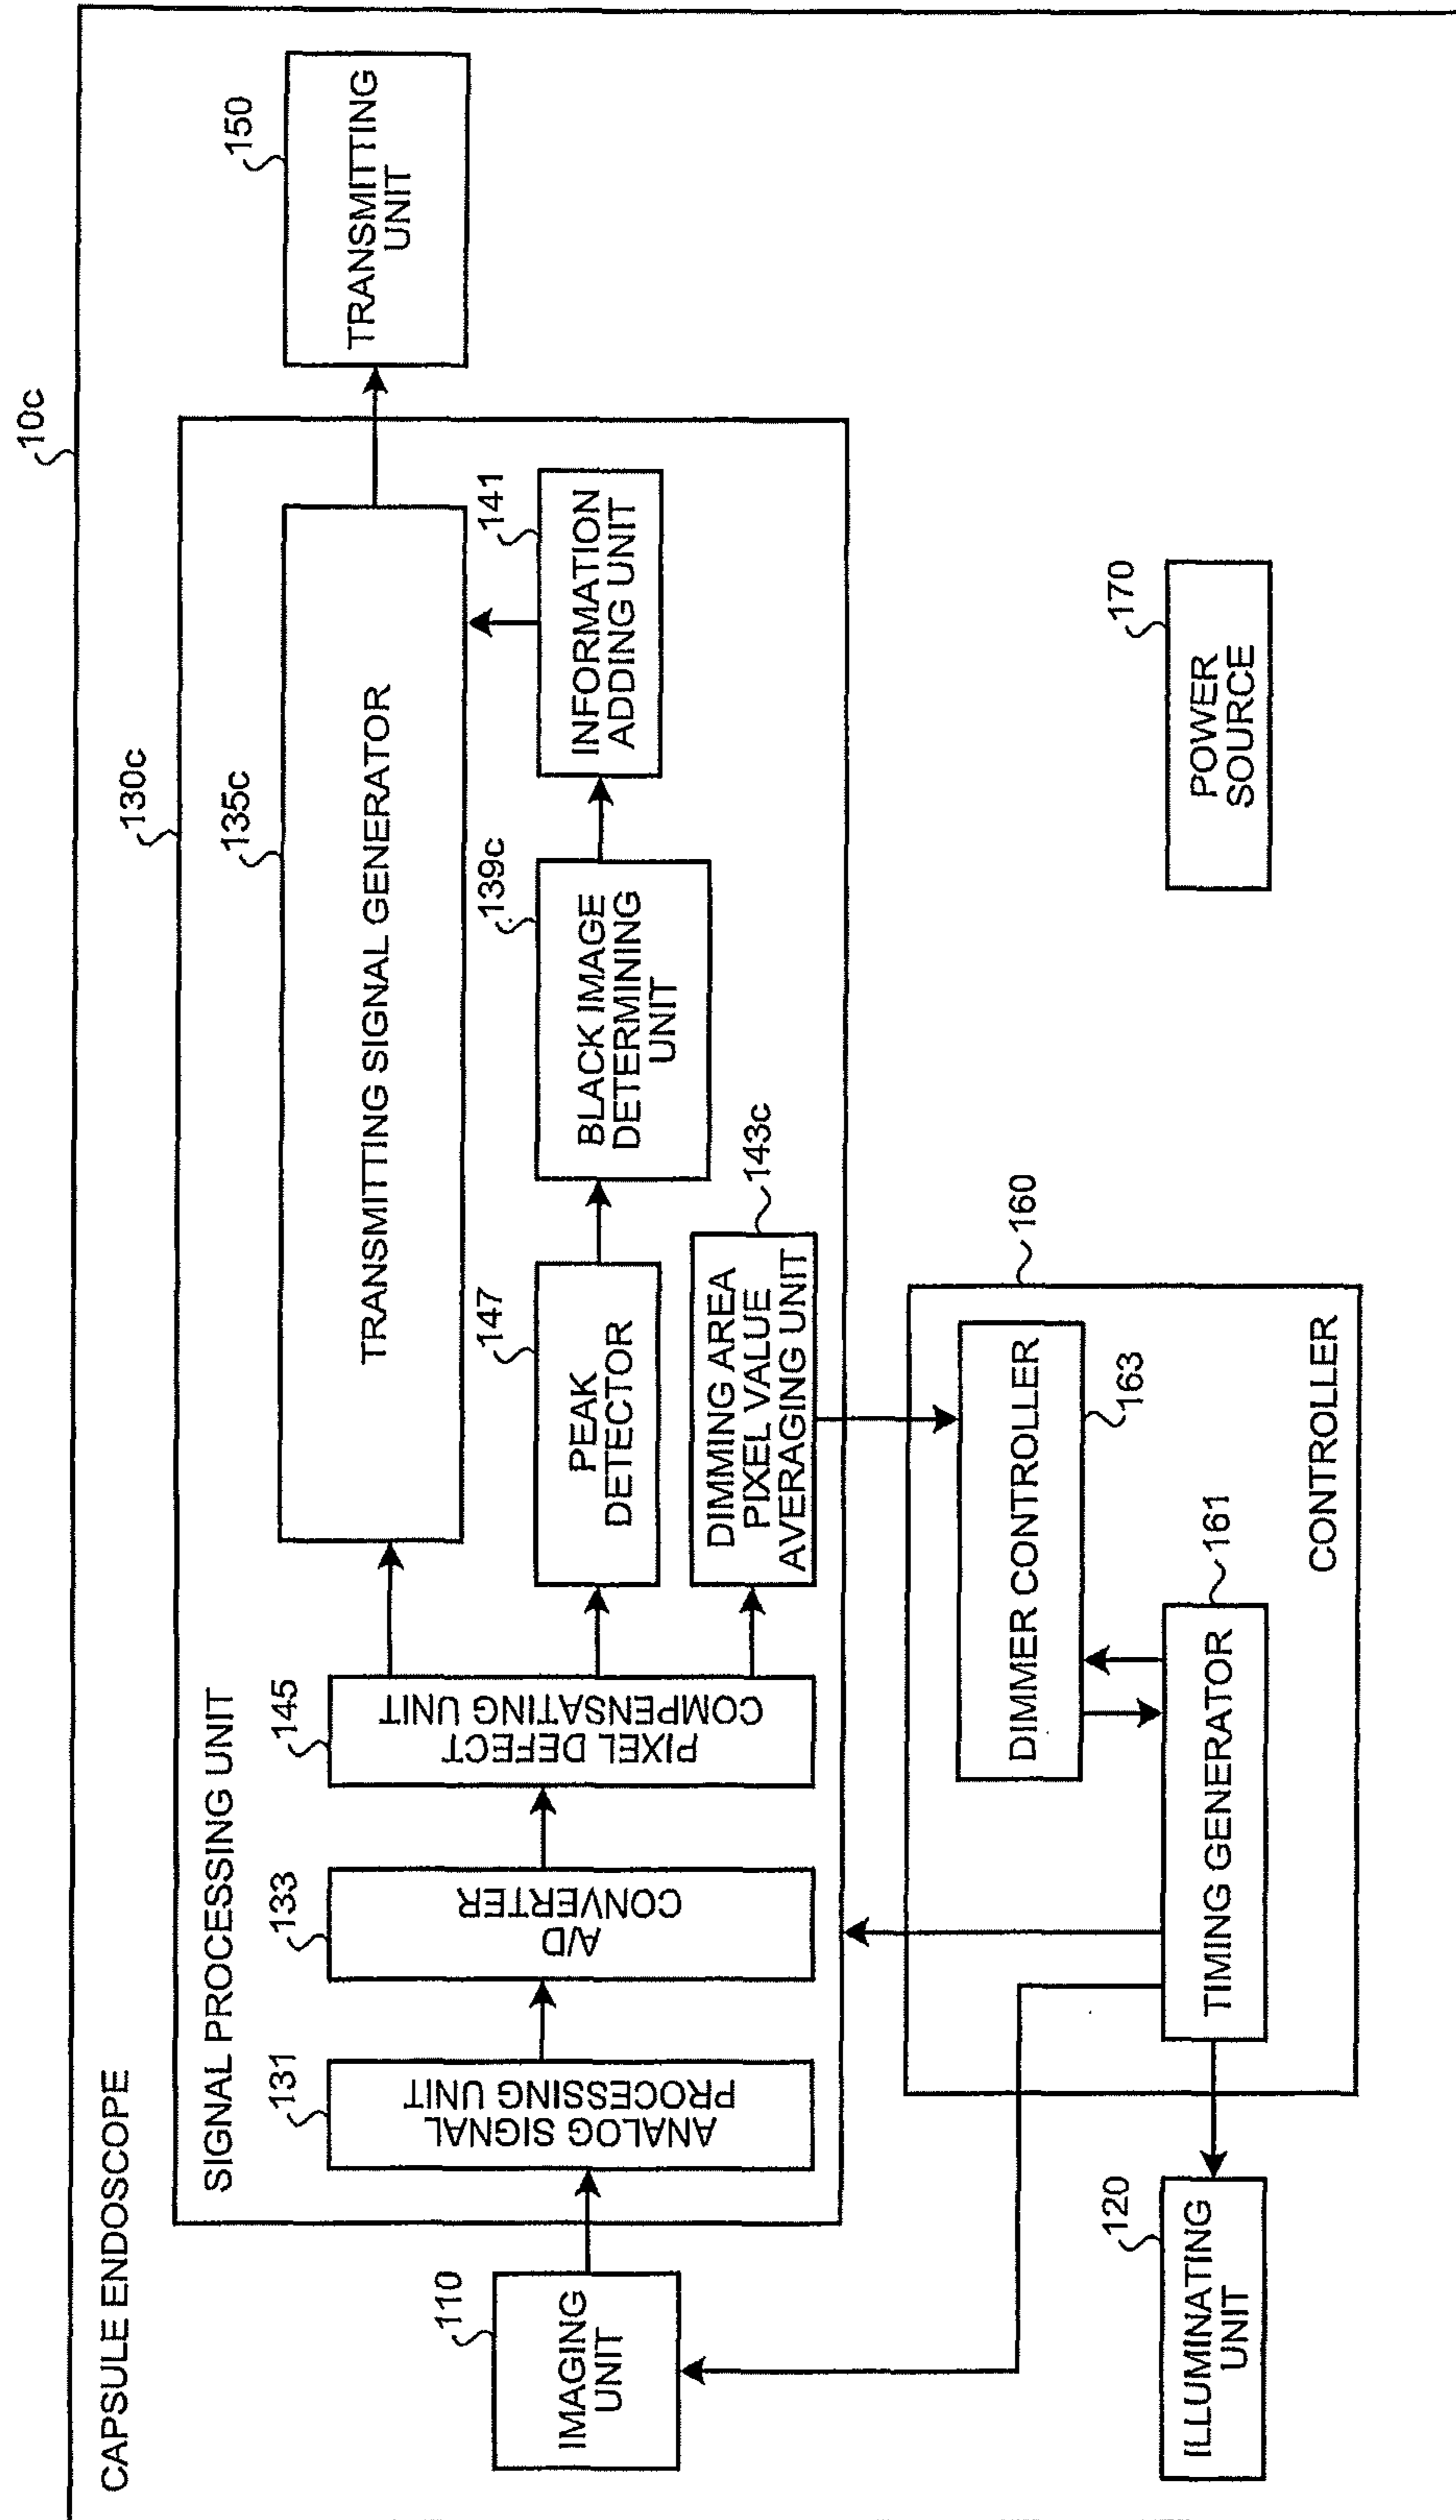 10c
CAPSULE ENDOSCOPE
130c
SIGNAL PROCESSING UNIT
150
TRANSMITTING
UNIT
135c
TRANSMITTING SIGNAL GENERATOR
110
IMAGING
UNIT
131
ANALOG SIGNAL
PROCESSING UNIT
133
A/D
CONVERTER
145
PIXEL DEFECT
COMPENSATING UNIT
147
PEAK
DETECTOR
139c
BLACK IMAGE
DETERMINING
UNIT
141
INFORMATION
ADDING UNIT
143c
DIMMING AREA
PIXEL VALUE
AVERAGING UNIT
160
DIMMER CONTROLLER
163
161
TIMING GENERATOR
CONTROLLER
120
ILLUMINATING
UNIT
170
POWER
SOURCE